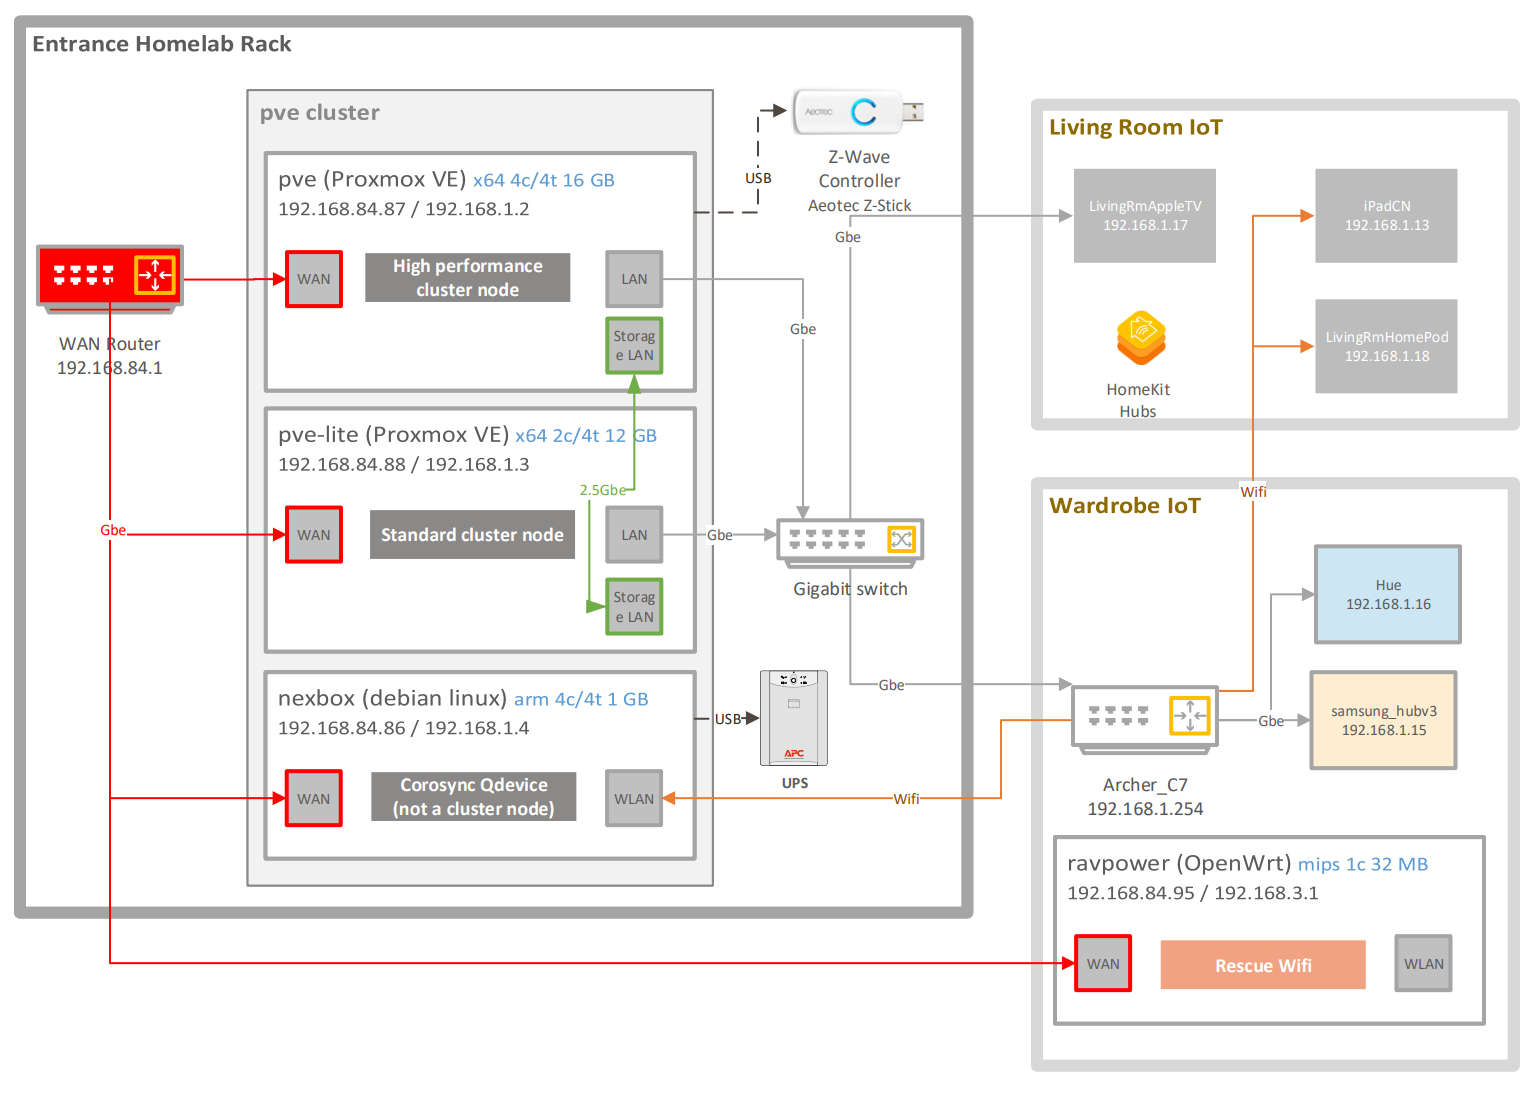 Entrance Homelab Rack
pve cluster
pve (Proxmox VE) x64 4c/4t 16 GB
192.168.84.87 / 192.168.1.2
WAN
High performance
cluster node
LAN
Storag
e LAN
pve-lite (Proxmox VE) x64 2c/4t 12 GB
192.168.84.88 / 192.168.1.3
2.5Gbe
WAN
Standard cluster node
LAN
Storag
e LAN
nexbox (debian linux) arm 4c/4t 1 GB
192.168.84.86 / 192.168.1.4
WAN
Corosync Qdevice
(not a cluster node)
WLAN
WAN Router
192.168.84.1
Gbe
USB
Aeotec
Z-Wave
Controller
Aeotec Z-Stick
Gbe
Gbe
Gbe
Gigabit switch
Gbe
USB
APC
UPS
Wifi
Living Room IoT
LivingRmAppleTV
192.168.1.17
iPadCN
192.168.1.13
HomeKit
Hubs
LivingRmHomePod
192.168.1.18
Wifi
Wardrobe IoT
Hue
192.168.1.16
Gbe
samsung_hubv3
192.168.1.15
Archer_C7
192.168.1.254
ravpower (OpenWrt) mips 1c 32 MB
192.168.84.95 / 192.168.3.1
WAN
Rescue Wifi
WLAN